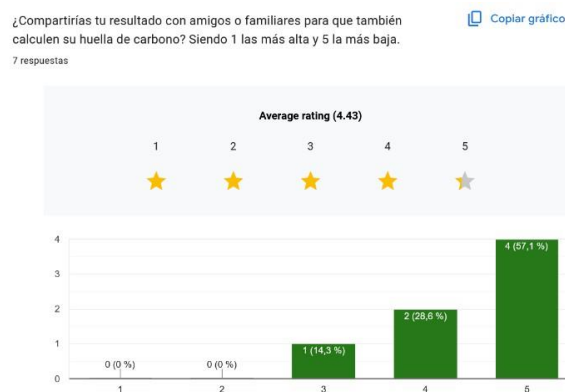 ¿Compartirías tu resultado con amigos o familiares para que también
Copiar gráfico
calculen su huella de carbono? Siendo 1 las más alta y 5 la más baja.
7 respuestas
Average rating (4.43)
1 2 3 4 5
4
4 (57,1 %)
3
2
2 (28,6 %)
1
1 (14,3 %)
0 (0 %) 0 (0 %)
0
1 2 3 4 5